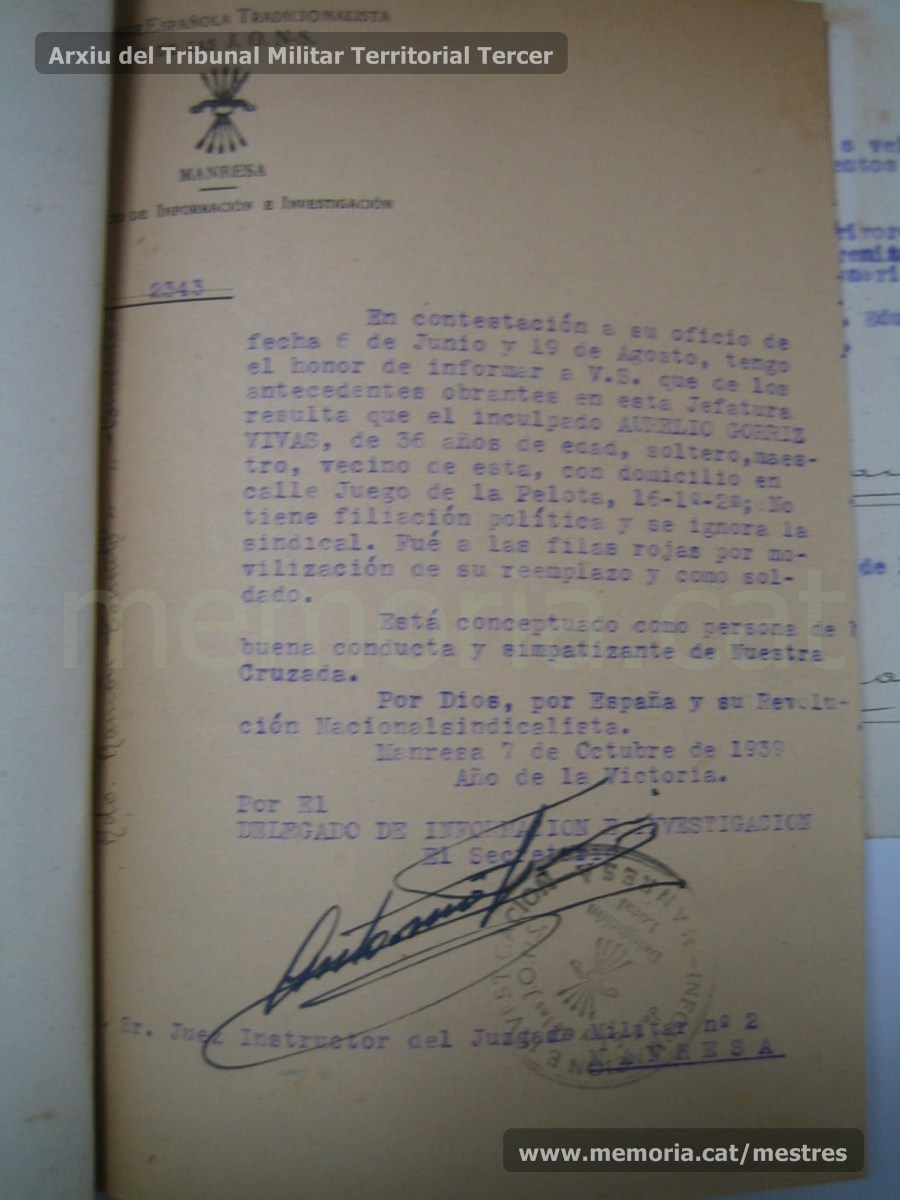 Española Tradicionalista
Arxiu del Tribunal Militar Territorial Tercer
MANRESA
de Información e Investigación
2343
En contestación a su oficio de
fecha 6 de Junio y 19 de Agosto, tengo
el honor de informar a V.S. que de los
antecedentes obrantes en esta Jefatura
resulta que el inculpado AURELIO GORRIZ
VIVAS, de 36 años de edad, soltero,maes-
tro, vecino de esta, con domicilio en
calle Juego de la Pelota, 16-1º-2ª; No
tiene filiación política y se ignora la
sindical. Fué a las filas rojas por mo-
vilización de su reemplazo y como sol-
dado.
Está conceptuado como persona de
buena conducta y simpatizante de Nuestra
Cruzada.
Por Dios, por España y su Revolu-
ción Nacionalsindicalista.
Manresa 7 de Octubre de 1939
Año de la Victoria.
Por El
DELEGADO DE INFORMACION E INVESTIGACION
El Secretario
Antonio
Sr. Juez Instructor del Juzgado Militar nº 2
MANRESA
memoria.cat
www.memoria.cat/mestres